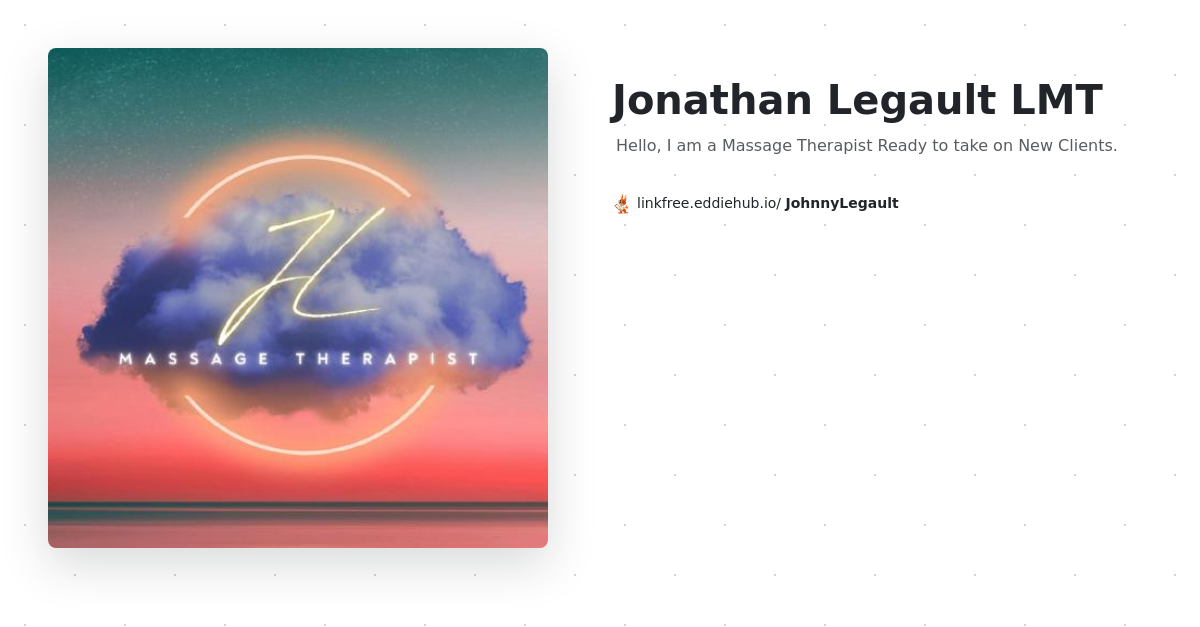 JL
MASSAGE THERAPIST
Jonathan Legault LMT
Hello, I am a Massage Therapist Ready to take on New Clients.
linkfree.eddiehub.io/ JohnnyLegault